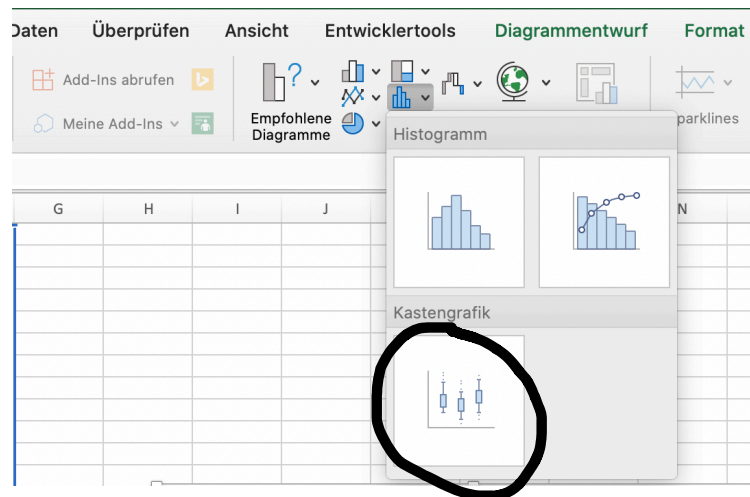 Daten Überprüfen Ansicht Entwicklertools Diagrammentwurf Format
Add-Ins abrufen
Meine Add-Ins
Empfohlene
Diagramme
parklines
Histogramm
G H I J N
Kastengrafik